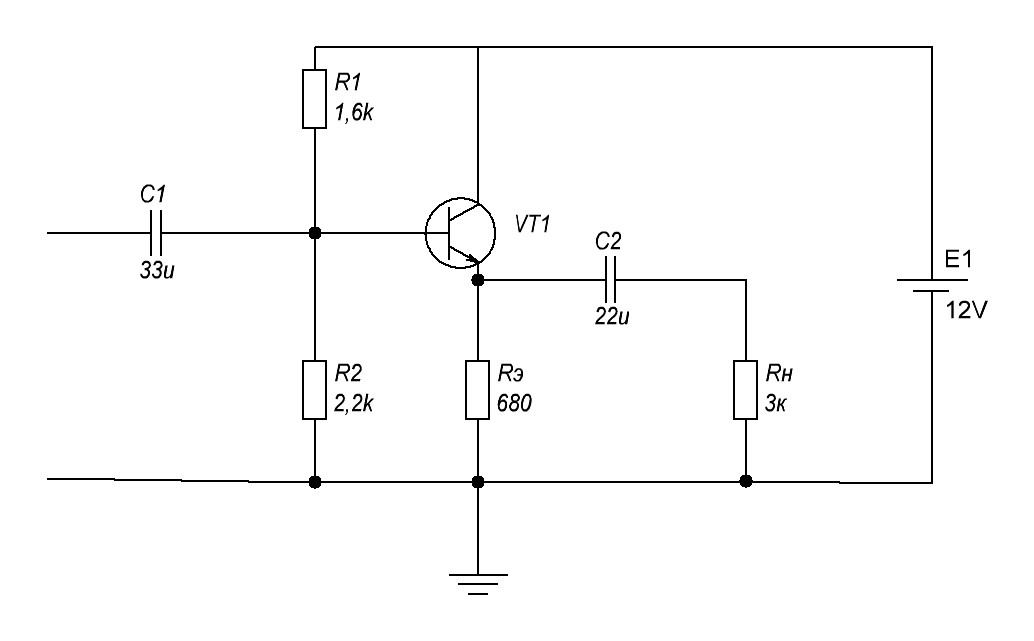 R1
1,6k
C1
33u
VT1
C2
22u
E1
12V
R2
2,2k
Rэ
680
Rн
3к